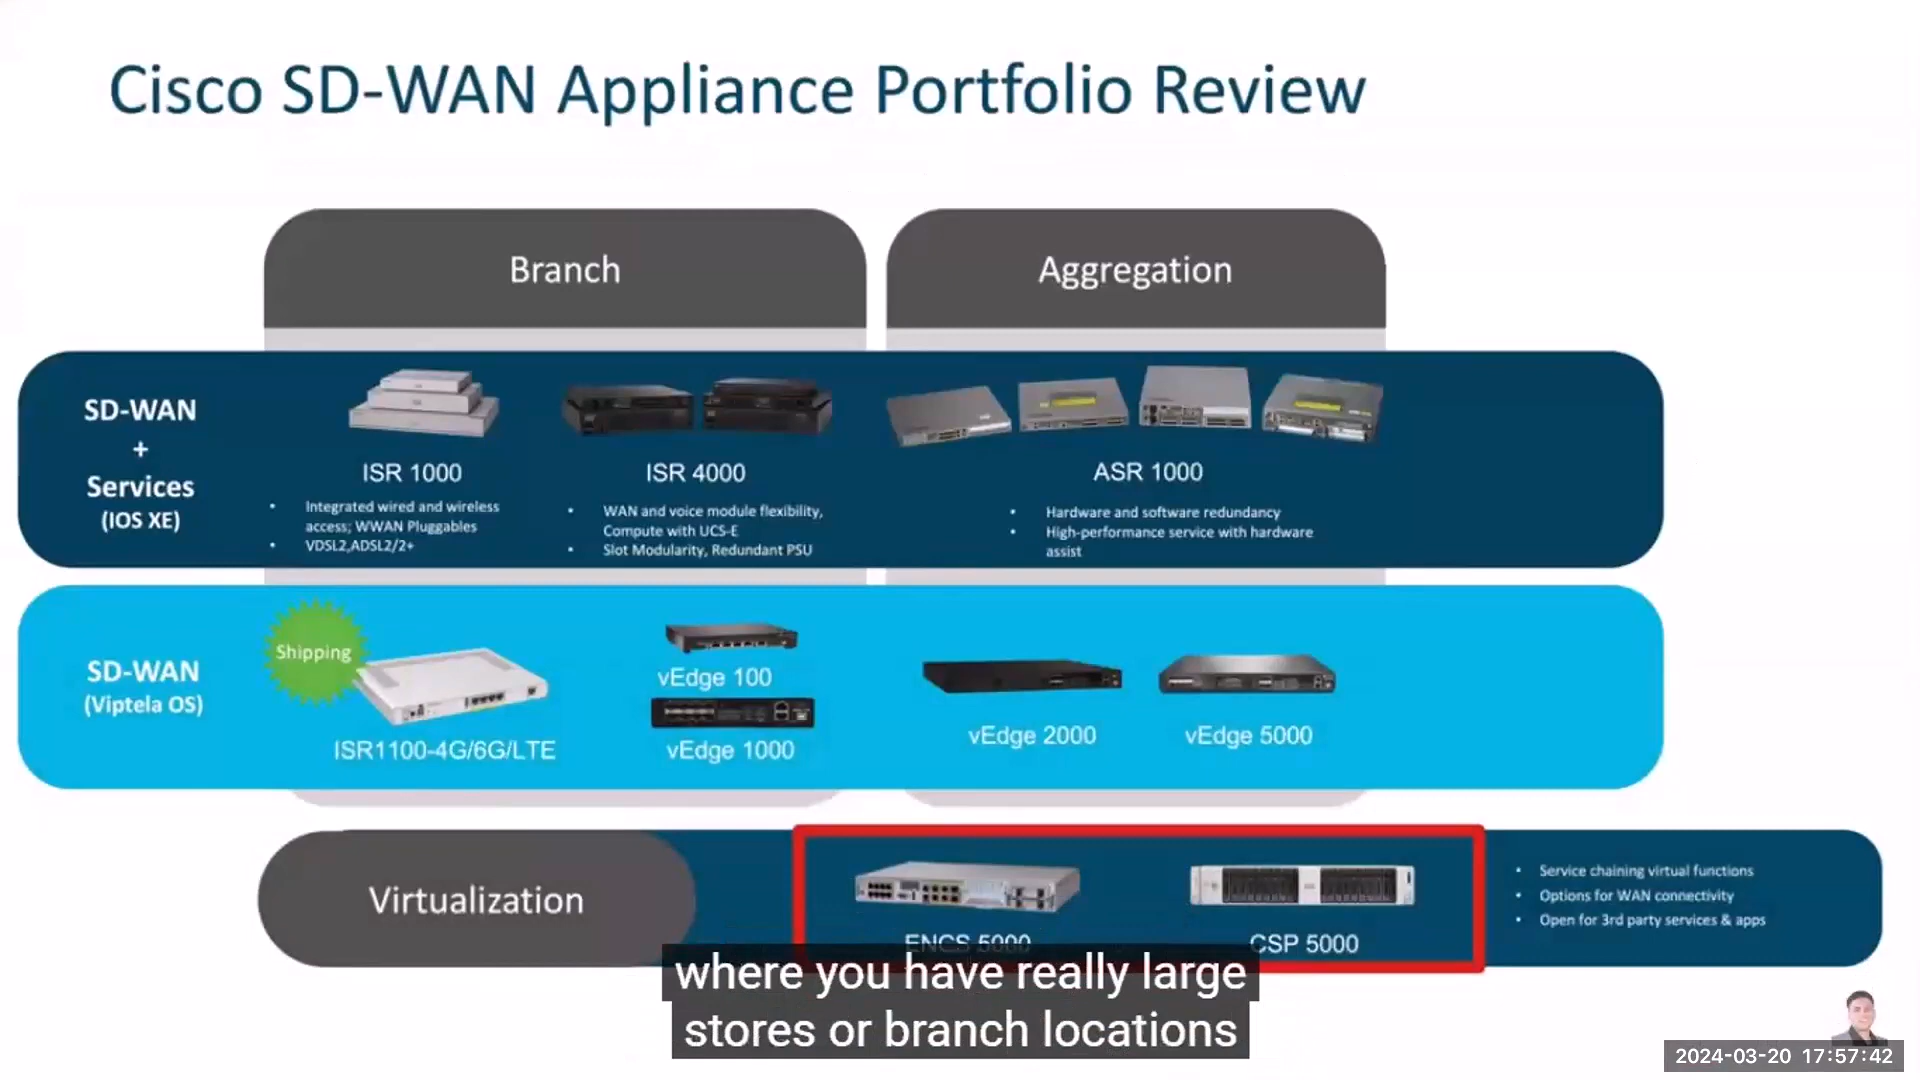 Cisco SD-WAN Appliance Portfolio Review
Branch
Aggregation
SD-WAN
+
Services
(IOS XE)
ISR 1000
• Integrated wired and wireless
access; WWAN Pluggables
• VDSL2,ADSL2/2+
ISR 4000
• WAN and voice module flexibility,
Compute with UCS-E
• Slot Modularity, Redundant PSU
ASR 1000
• Hardware and software redundancy
• High-performance service with hardware
assist
SD-WAN
(Viptela OS)
Shipping
ISR1100-4G/6G/LTE
vEdge 100
vEdge 1000
vEdge 2000
vEdge 5000
Virtualization
ENCS 5000
CSP 5000
• Service chaining virtual functions
• Options for WAN connectivity
• Open for 3rd party services & apps
where you have really large
stores or branch locations
2024-03-20 17:57:42